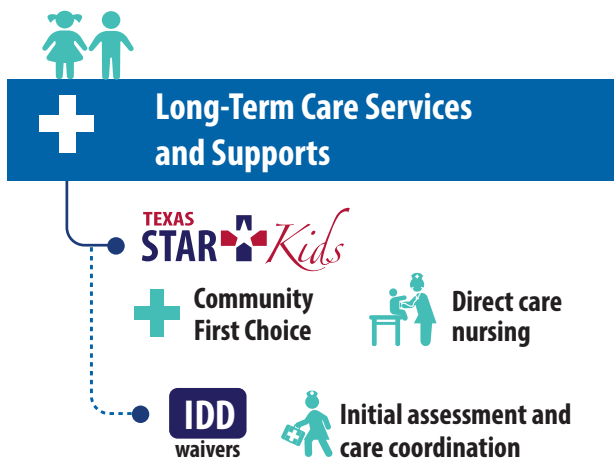 Long-Term Care Services
and Supports
TEXAS
STAR Kids
Community
First Choice
Direct care
nursing
IDD
waivers
Initial assessment and
care coordination